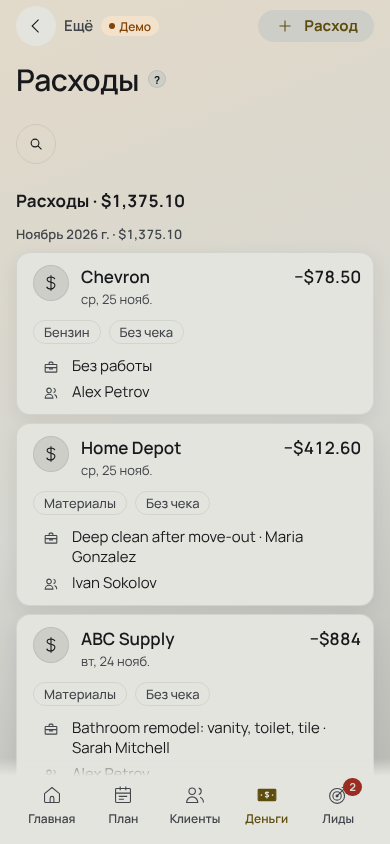 Ещё
Демо
Расход
Расходы
?
Расходы · $1,375.10
Ноябрь 2026 г. · $1,375.10
$
Chevron
−$78.50
ср, 25 нояб.
Бензин
Без чека
Без работы
Alex Petrov
$
Home Depot
−$412.60
ср, 25 нояб.
Материалы
Без чека
Deep clean after move-out · Maria
Gonzalez
Ivan Sokolov
$
ABC Supply
−$884
вт, 24 нояб.
Материалы
Без чека
Bathroom remodel: vanity, toilet, tile ·
Sarah Mitchell
Alex Petrov
2
Главная
План
Клиенты
Деньги
Лиды